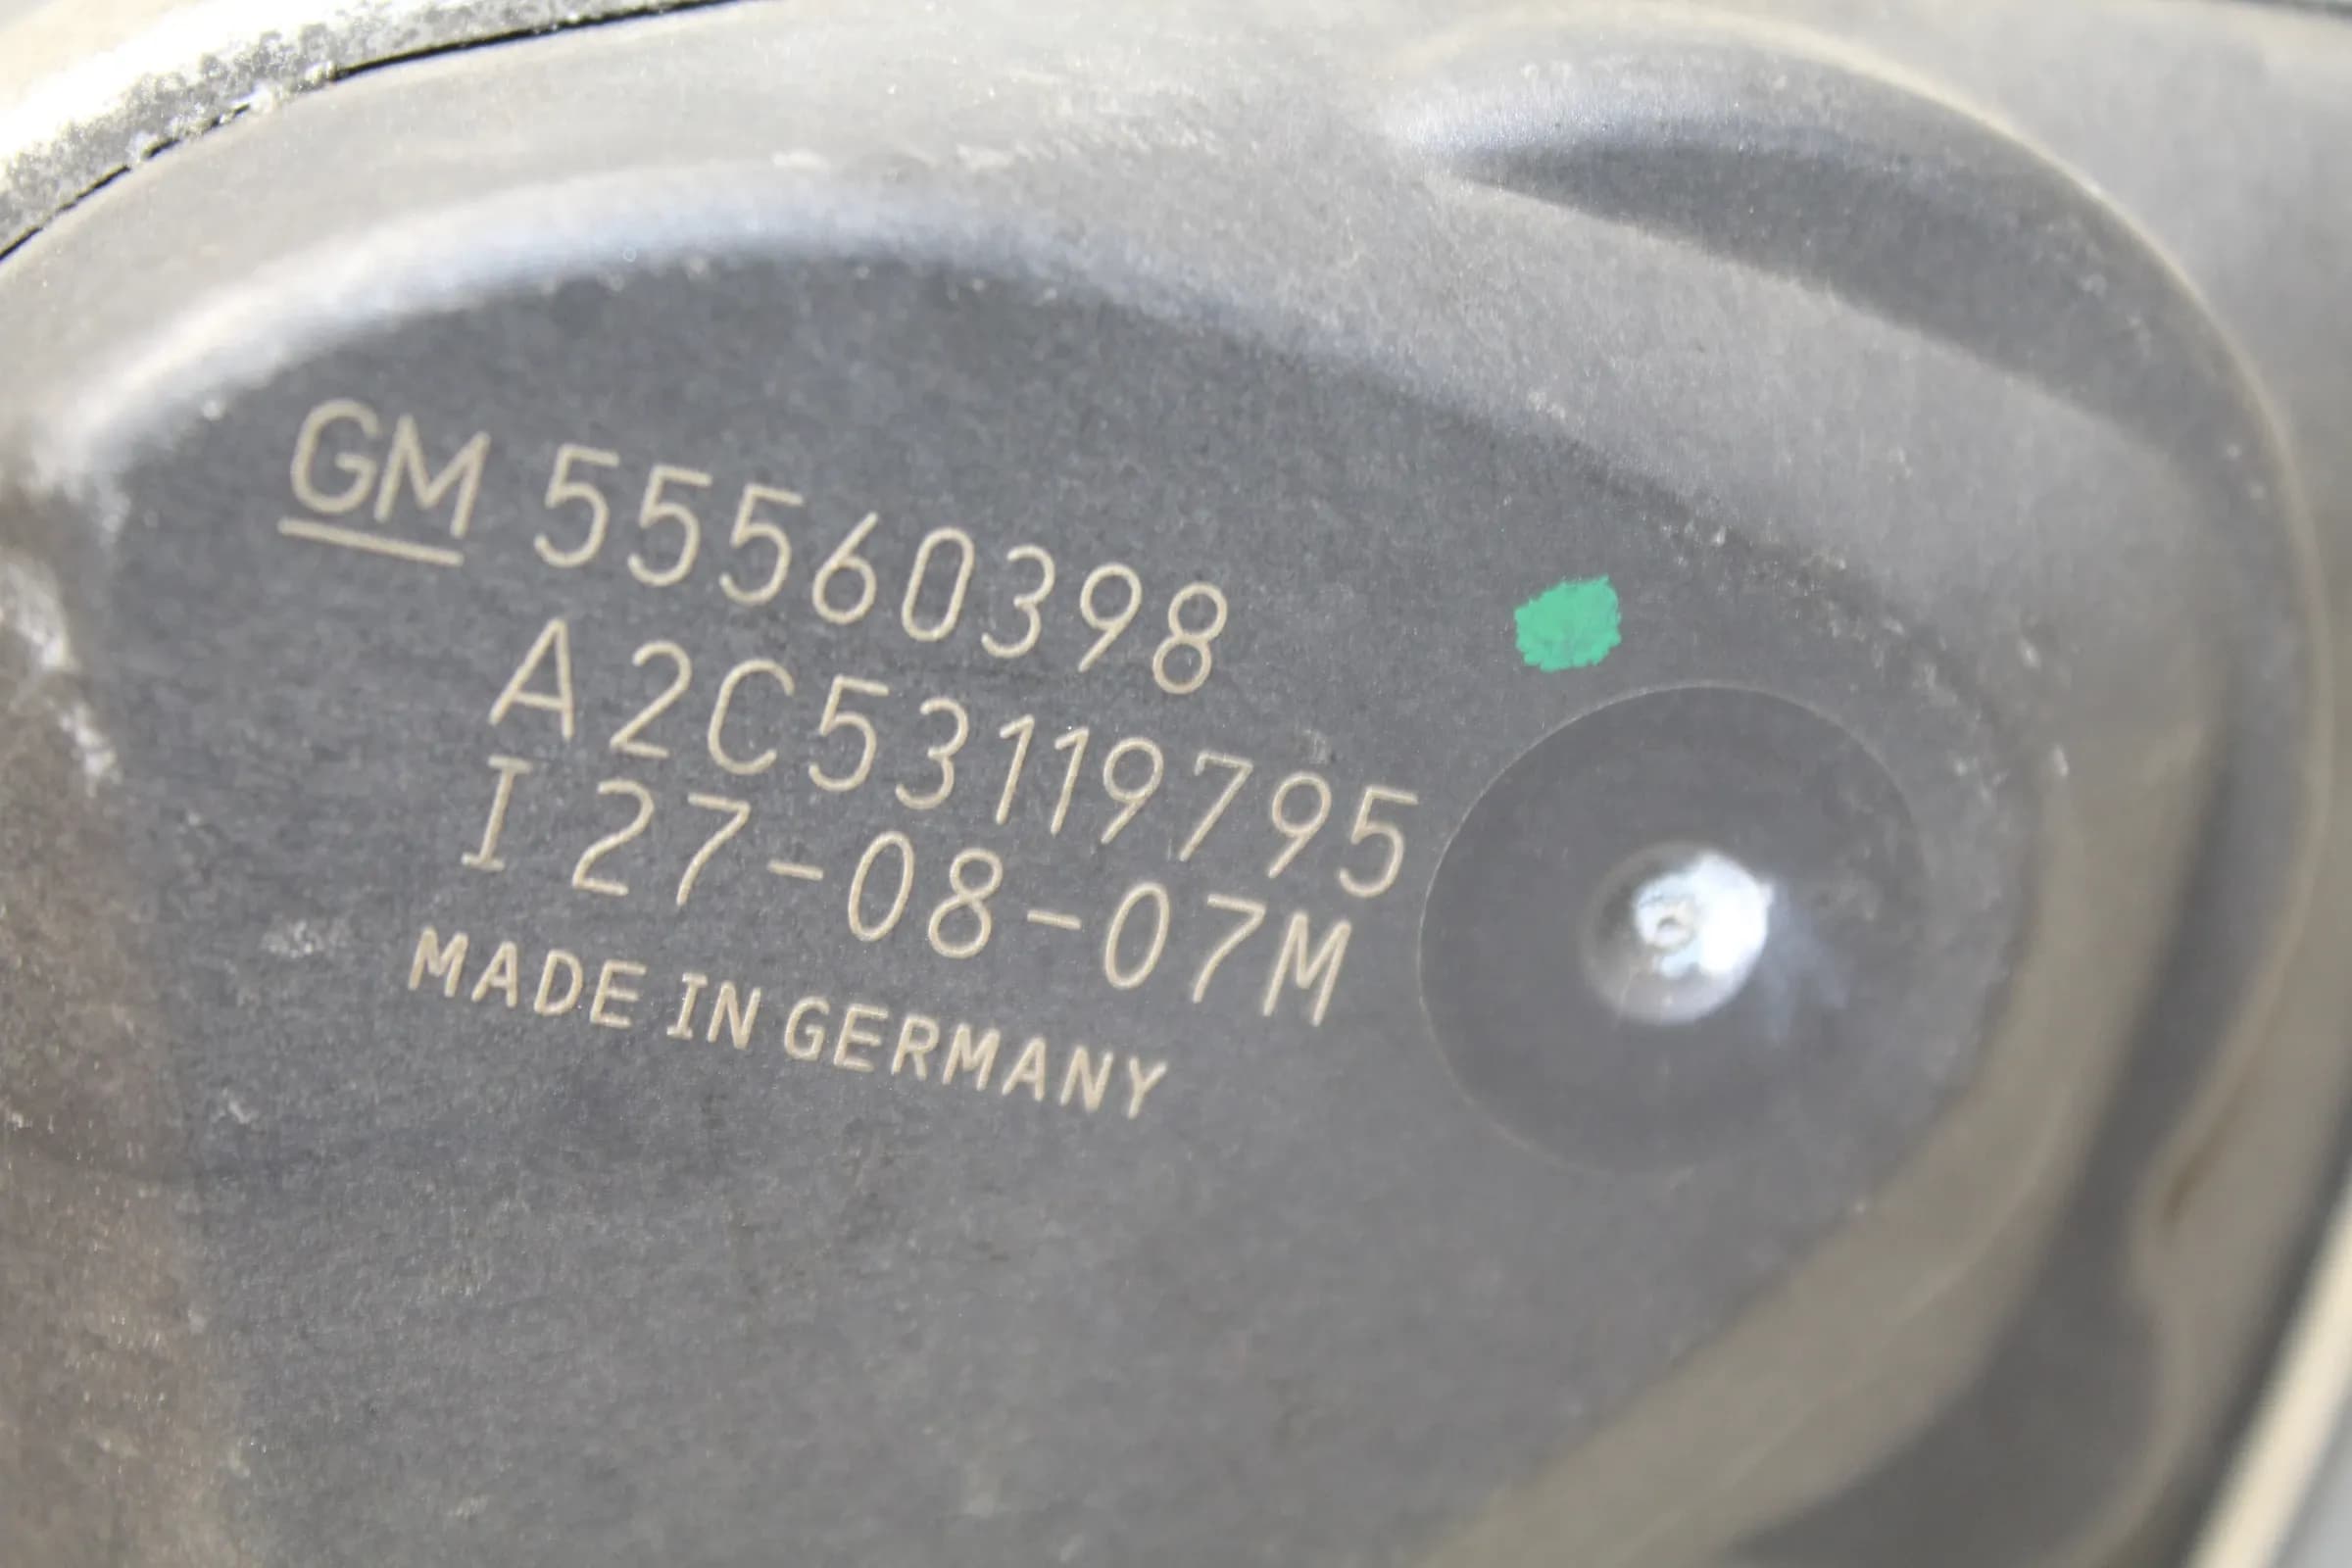 GM 55560398
A2C53119795
I 27-08-07M
MADE IN GERMANY